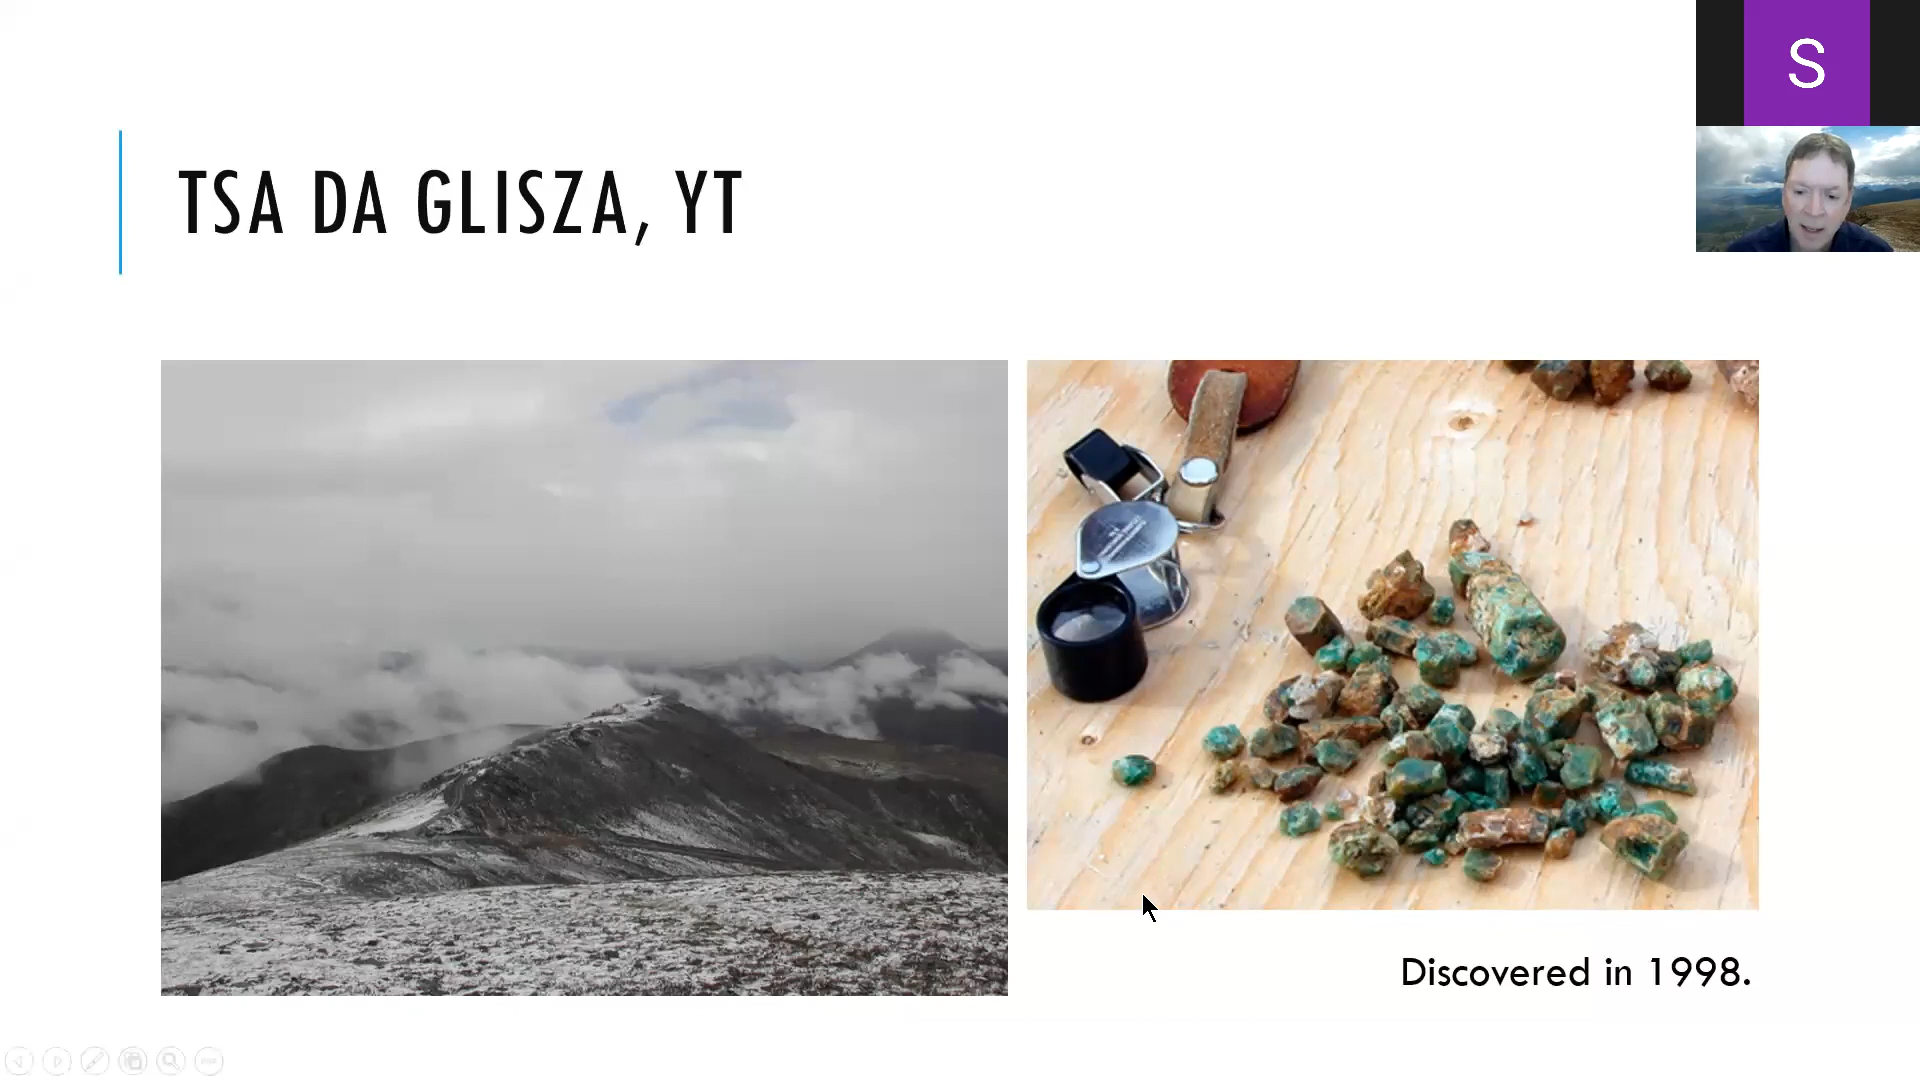 TSA DA GLISZA, YT
S
Discovered in 1998.